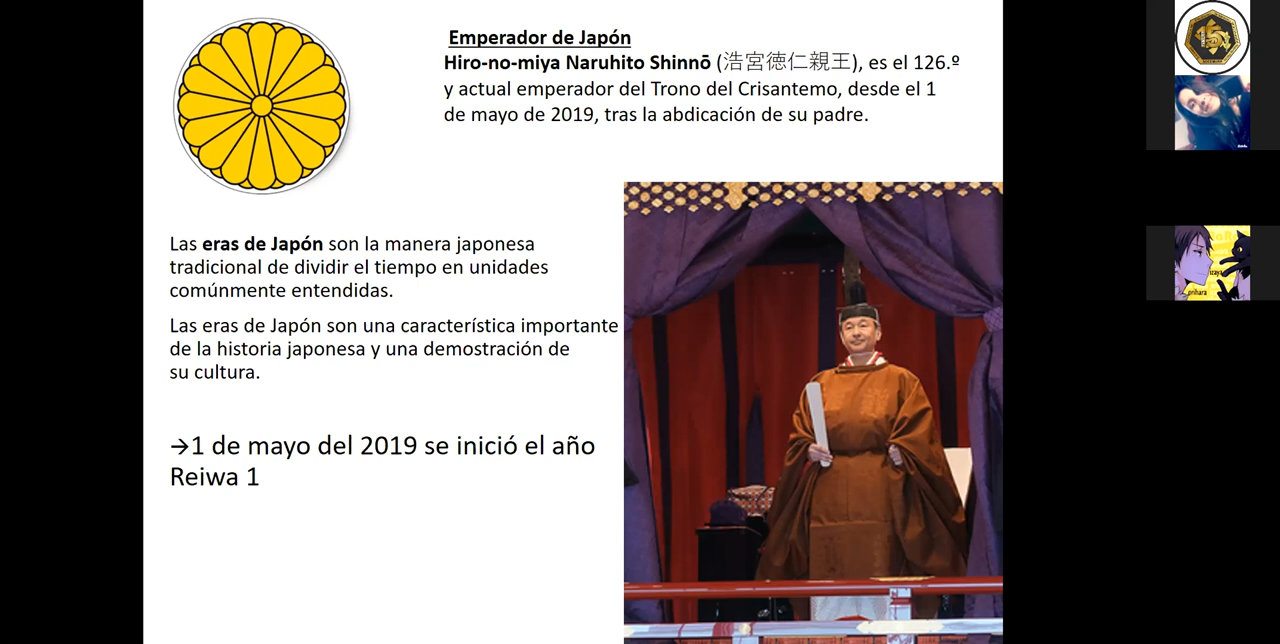 Emperador de Japón
Hiro-no-miya Naruhito Shinnō (浩宮徳仁親王), es el 126.º
y actual emperador del Trono del Crisantemo, desde el 1
de mayo de 2019, tras la abdicación de su padre.
Las eras de Japón son la manera japonesa
tradicional de dividir el tiempo en unidades
comúnmente entendidas.
Las eras de Japón son una característica importante
de la historia japonesa y una demostración de
su cultura.
→1 de mayo del 2019 se inició el año
Reiwa 1